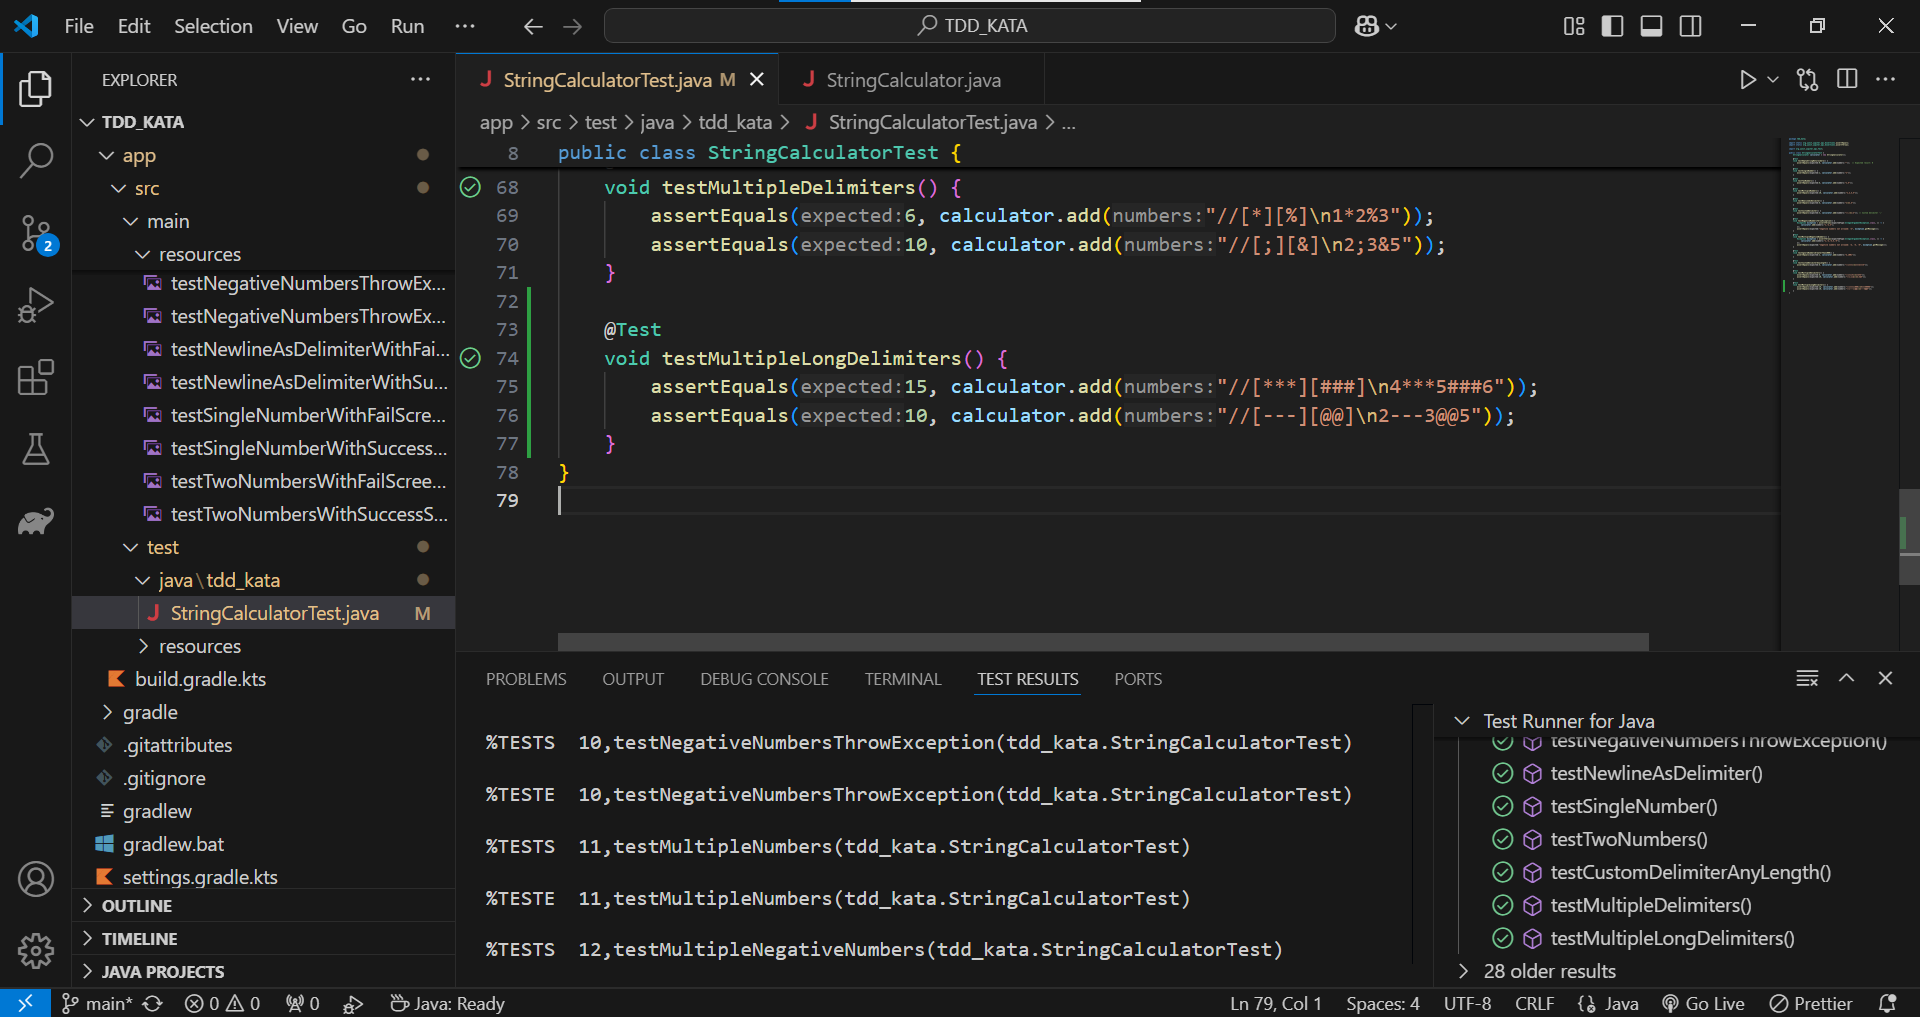 File Edit Selection View Go Run ··· TDD_KATA
EXPLORER ···
TDD_KATA
app
src
main
resources
testNegativeNumbersThrowEx...
testNegativeNumbersThrowEx...
testNewlineAsDelimiterWithFai...
testNewlineAsDelimiterWithSu...
testSingleNumberWithFailScre...
testSingleNumberWithSuccess...
testTwoNumbersWithFailScree...
testTwoNumbersWithSuccessS...
test
java\tdd_kata
J StringCalculatorTest.java M
resources
build.gradle.kts
gradle
.gitattributes
.gitignore
gradlew
gradlew.bat
settings.gradle.kts
OUTLINE
TIMELINE
JAVA PROJECTS
2
J StringCalculatorTest.java M J StringCalculator.java
app > src > test > java > tdd_kata > J StringCalculatorTest.java > ...
8 public class StringCalculatorTest {
68 void testMultipleDelimiters() {
69 assertEquals(expected:6, calculator.add(numbers:"//[*][%]\n1*2%3"));
70 assertEquals(expected:10, calculator.add(numbers:"//[;][&]\n2;3&5"));
71 }
72
73 @Test
74 void testMultipleLongDelimiters() {
75 assertEquals(expected:15, calculator.add(numbers:"//[***][###]\n4***5###6"));
76 assertEquals(expected:10, calculator.add(numbers:"//[---][@@]\n2---3@@5"));
77 }
78 }
79
PROBLEMS OUTPUT DEBUG CONSOLE TERMINAL TEST RESULTS PORTS
%TESTS 10,testNegativeNumbersThrowException(tdd_kata.StringCalculatorTest)
%TESTE 10,testNegativeNumbersThrowException(tdd_kata.StringCalculatorTest)
%TESTS 11,testMultipleNumbers(tdd_kata.StringCalculatorTest)
%TESTE 11,testMultipleNumbers(tdd_kata.StringCalculatorTest)
%TESTS 12,testMultipleNegativeNumbers(tdd_kata.StringCalculatorTest)
Test Runner for Java
testNegativeNumbersThrowException()
testNewlineAsDelimiter()
testSingleNumber()
testTwoNumbers()
testCustomDelimiterAnyLength()
testMultipleDelimiters()
testMultipleLongDelimiters()
28 older results
main* 0 0 0 Java: Ready Ln 79, Col 1 Spaces: 4 UTF-8 CRLF {} Java Go Live Prettier